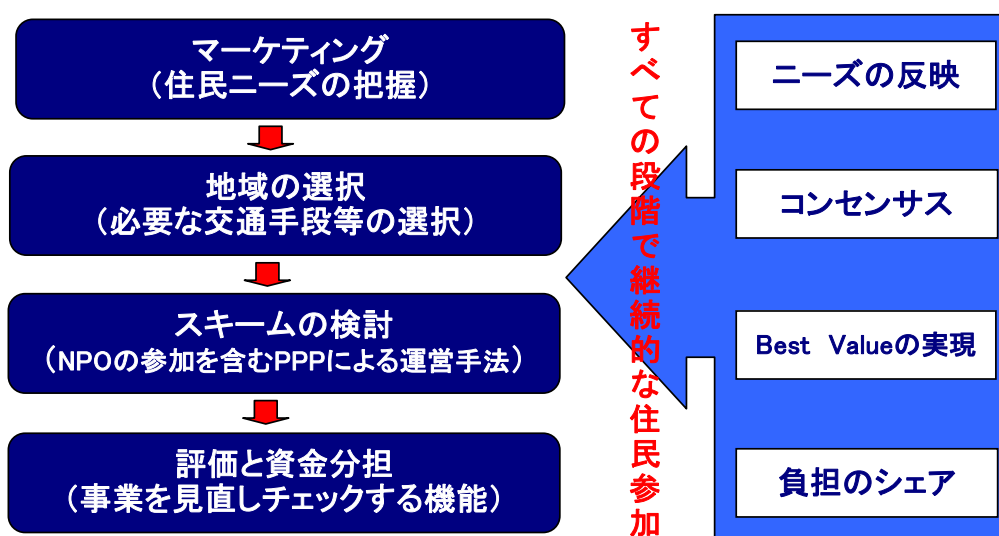 マーケティング
（住民ニーズの把握）
地域の選択
（必要な交通手段等の選択）
スキームの検討
（NPOの参加を含むPPPによる運営手法）
評価と資金分担
（事業を見直しチェックする機能）
すべての段階で継続的な住民参加
ニーズの反映
コンセンサス
Best　Valueの実現
負担のシェア